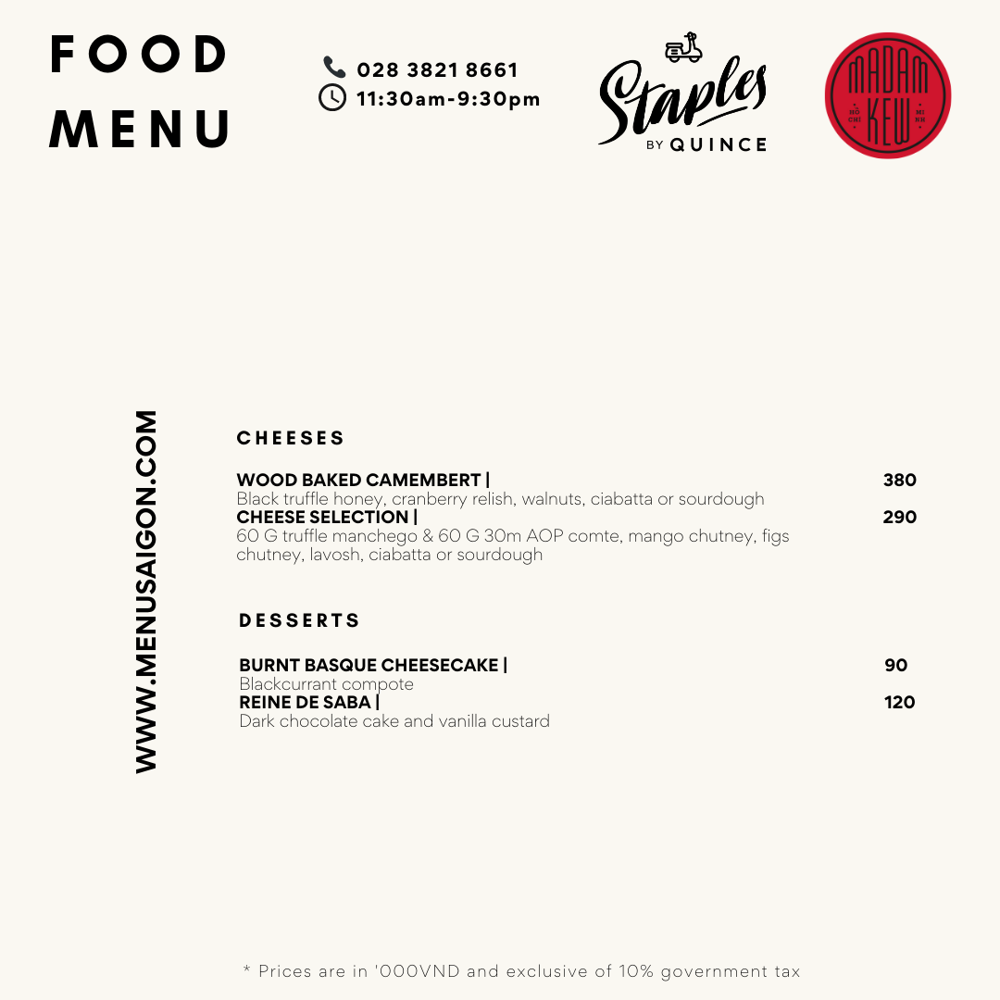 FOOD
MENU
028 3821 8661
11:30am-9:30pm
Staples
BY QUINCE
MADAM
KEW
HỒ
CHÍ
MI
NH
WWW.MENUSAIGON.COM
CHEESES
WOOD BAKED CAMEMBERT | 380
Black truffle honey, cranberry relish, walnuts, ciabatta or sourdough
CHEESE SELECTION | 290
60 G truffle manchego & 60 G 30m AOP comte, mango chutney, figs
chutney, lavosh, ciabatta or sourdough
DESSERTS
BURNT BASQUE CHEESECAKE | 90
Blackcurrant compote
REINE DE SABA | 120
Dark chocolate cake and vanilla custard
* Prices are in '000VND and exclusive of 10% government tax